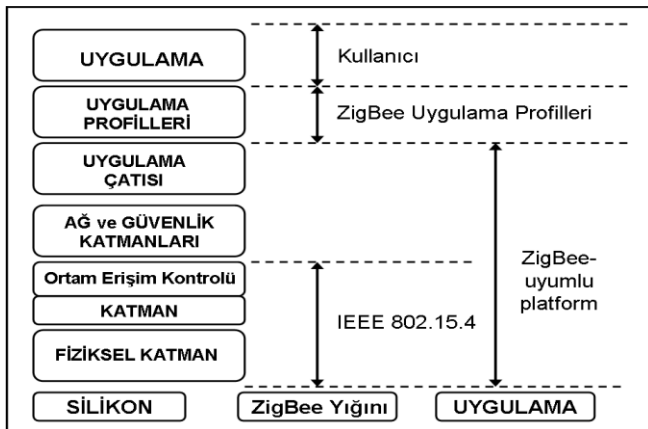 UYGULAMA
Kullanıcı
UYGULAMA
PROFİLLERİ
ZigBee Uygulama Profilleri
UYGULAMA
ÇATISI
AĞ ve GÜVENLİK
KATMANLARI
Ortam Erişim Kontrolü
KATMAN
FİZİKSEL KATMAN
IEEE 802.15.4
ZigBee-
uyumlu
platform
SİLİKON
ZigBee Yığını
UYGULAMA